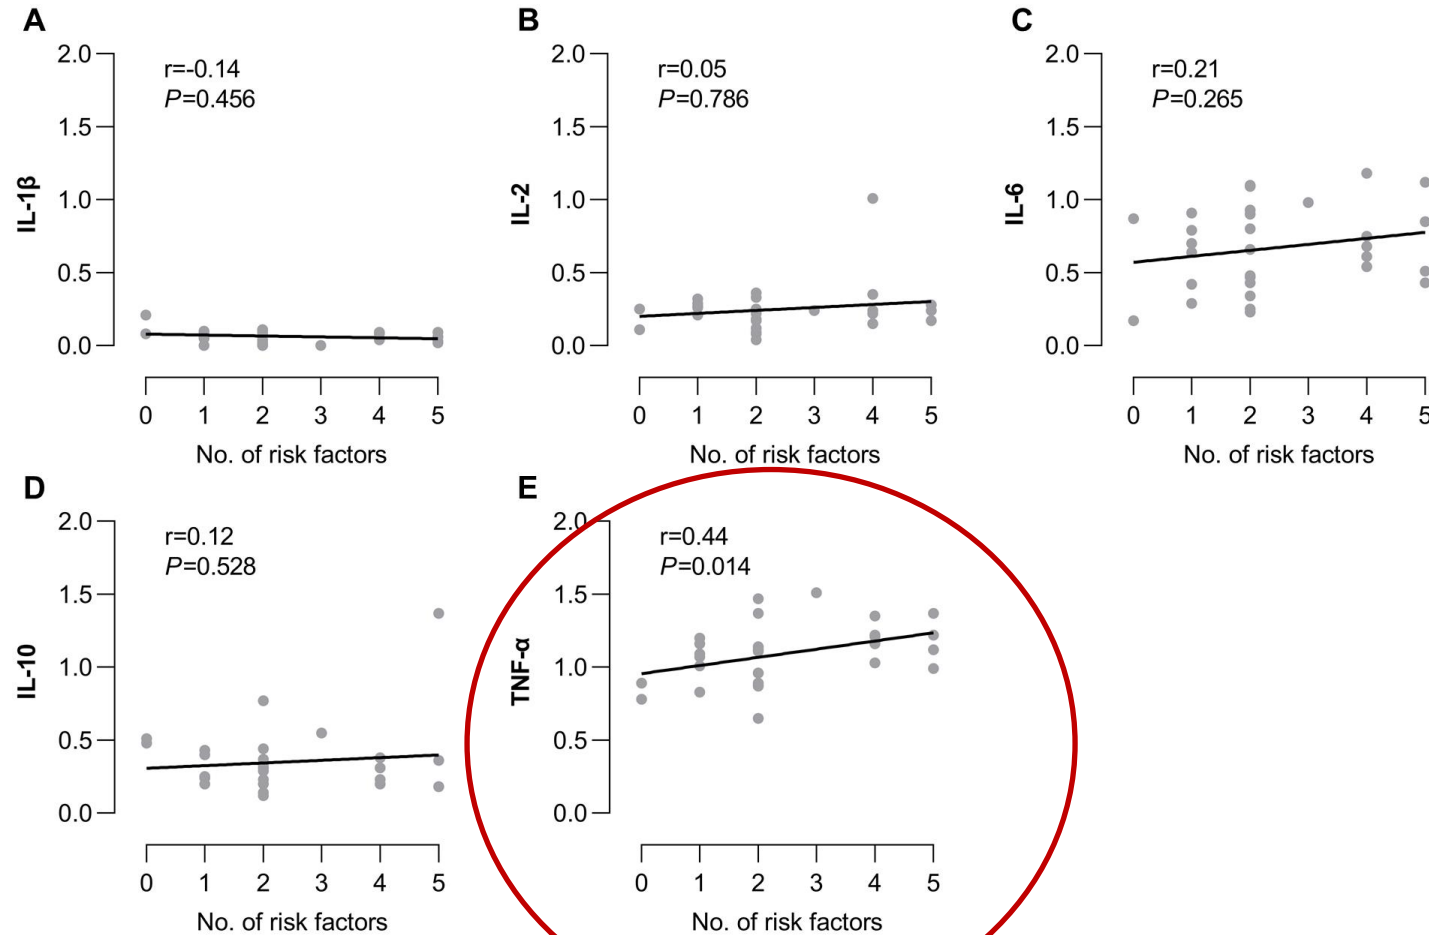 A
r=-0.14
P=0.456
IL-1β
2.0
1.5
1.0
0.5
0.0
0 1 2 3 4 5
No. of risk factors
B
r=0.05
P=0.786
IL-2
2.0
1.5
1.0
0.5
0.0
0 1 2 3 4 5
No. of risk factors
C
r=0.21
P=0.265
IL-6
2.0
1.5
1.0
0.5
0.0
0 1 2 3 4 5
No. of risk factors
D
r=0.12
P=0.528
IL-10
2.0
1.5
1.0
0.5
0.0
0 1 2 3 4 5
No. of risk factors
E
r=0.44
P=0.014
TNF-α
2.0
1.5
1.0
0.5
0.0
0 1 2 3 4 5
No. of risk factors